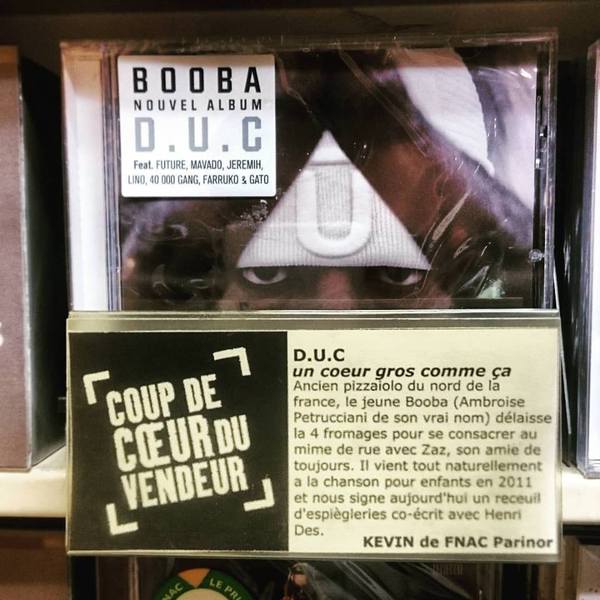 BOOBA
NOUVEL ALBUM
D.U.C
Feat. FUTURE, MAVADO, JEREMIH,
LINO, 40 000 GANG, FARRUKO & GATO
U
COUP DE
CŒUR DU
VENDEUR
D.U.C
un coeur gros comme ça
Ancien pizzaïolo du nord de la
france, le jeune Booba (Ambroise
Petrucciani de son vrai nom) délaisse
la 4 fromages pour se consacrer au
mime de rue avec Zaz, son amie de
toujours. Il vient tout naturellement
a la chanson pour enfants en 2011
et nous signe aujourd'hui un receuil
d'espiègleries co-écrit avec Henri
Des.
KEVIN de FNAC Parinor